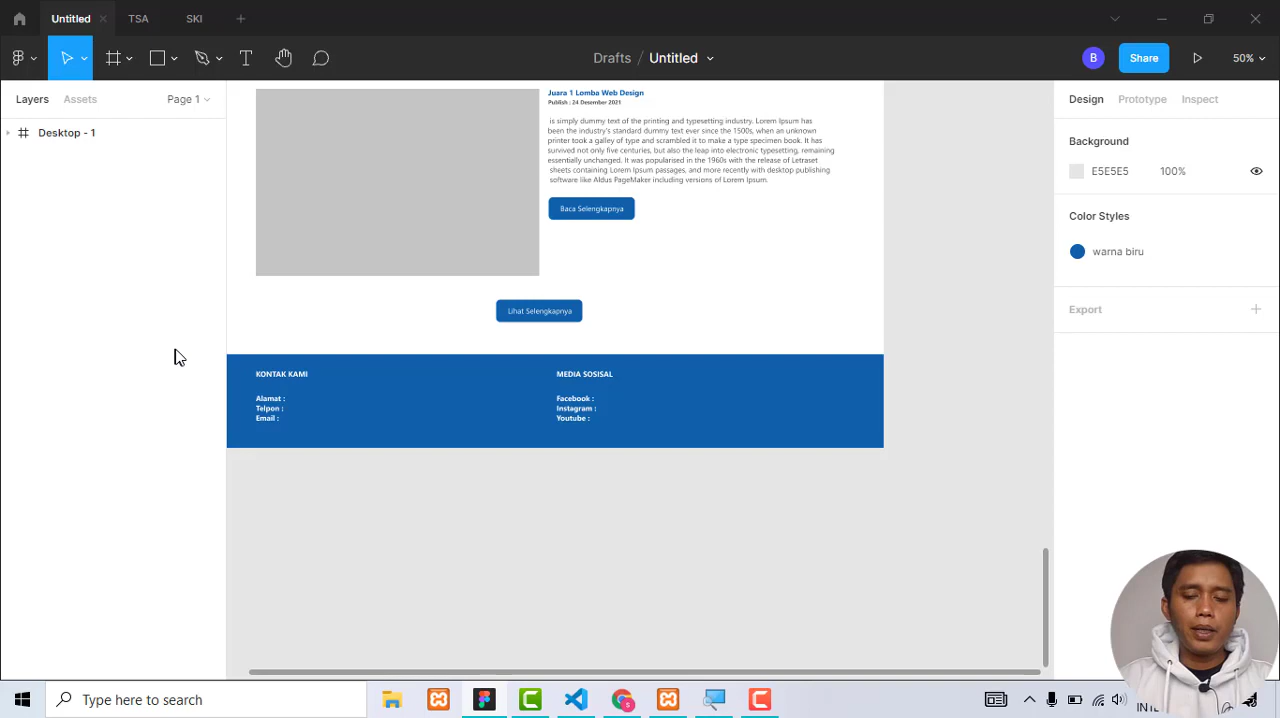 Untitled
TSA
SKI
Drafts / Untitled
B
Share
50%
Layers
Assets
Page 1
Desktop - 1
Design
Prototype
Inspect
Background
E5E5E5
100%
Color Styles
warna biru
Export
Juara 1 Lomba Web Design
Publish : 24 Desember 2021
is simply dummy text of the printing and typesetting industry. Lorem Ipsum has
been the industry's standard dummy text ever since the 1500s, when an unknown
printer took a galley of type and scrambled it to make a type specimen book. It has
survived not only five centuries, but also the leap into electronic typesetting, remaining
essentially unchanged. It was popularised in the 1960s with the release of Letraset
sheets containing Lorem Ipsum passages, and more recently with desktop publishing
software like Aldus PageMaker including versions of Lorem Ipsum.
Baca Selengkapnya
Lihat Selengkapnya
KONTAK KAMI
Alamat :
Telpon :
Email :
MEDIA SOSISAL
Facebook :
Instagram :
Youtube :
Type here to search